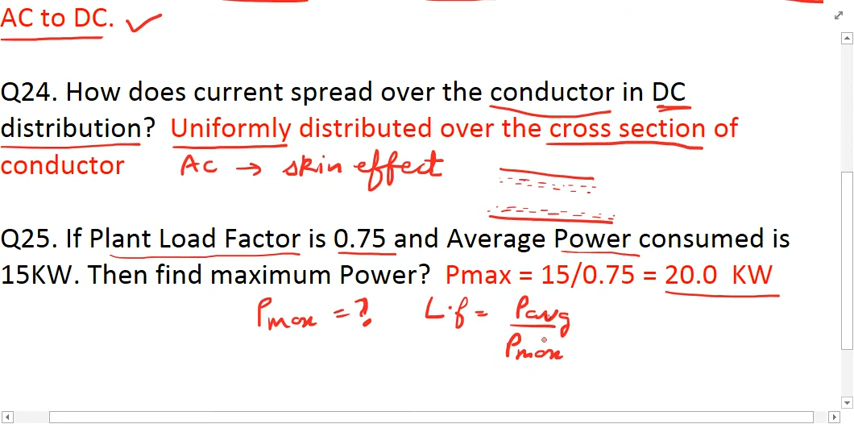 AC to DC.
Q24. How does current spread over the conductor in DC
distribution? Uniformly distributed over the cross section of
conductor AC → skin effect
Q25. If Plant Load Factor is 0.75 and Average Power consumed is
15KW. Then find maximum Power? Pmax = 15/0.75 = 20.0 KW
Pmax = ? L.f = Pavg
Pmax